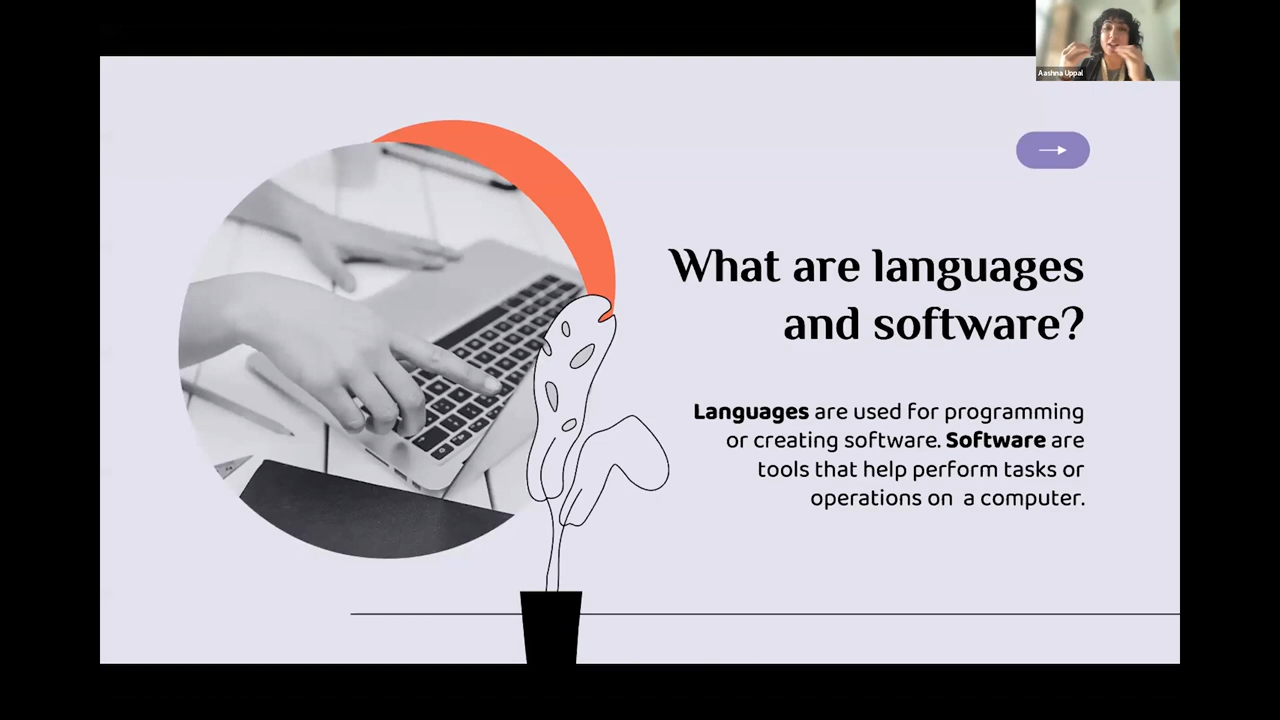 Aashna Uppal
What are languages
and software?
Languages are used for programming
or creating software. Software are
tools that help perform tasks or
operations on a computer.